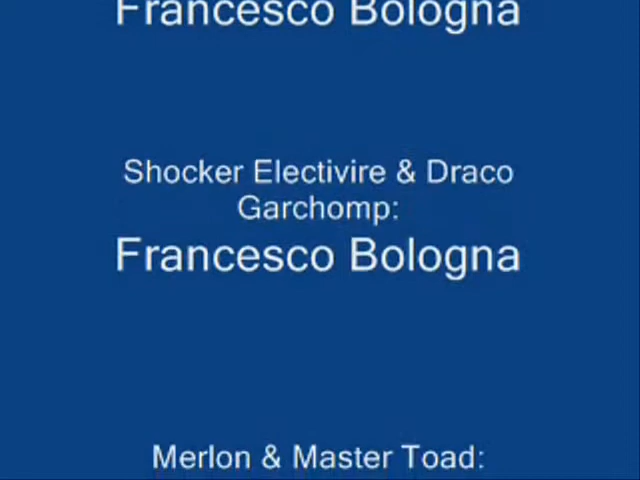 Francesco Bologna
Shocker Electivire & Draco
Garchomp:
Francesco Bologna
Merlon & Master Toad: